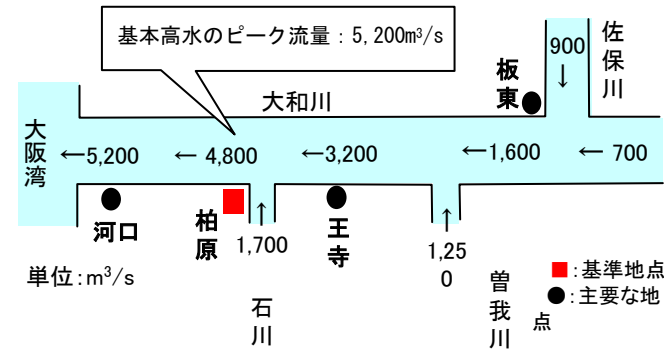 基本高水のピーク流量：5,200m³/s
900
↓
佐保川
板東
大和川
大阪湾
←5,200
←4,800
←3,200
←1,600
←700
河口
柏原
↑
1,700
王寺
↑
1,25
0
単位：m³/s
石川
曽我川
■：基準地点
●：主要な地
点